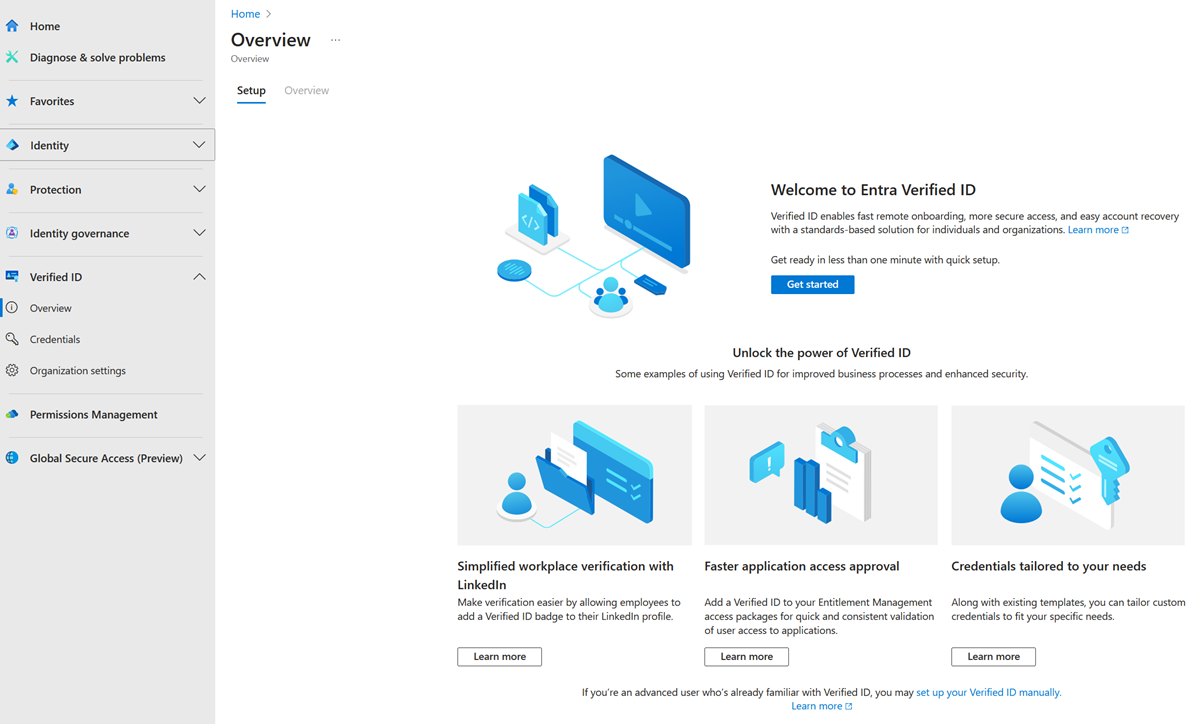 Home
Diagnose & solve problems
Favorites
Identity
Protection
Identity governance
Verified ID
Overview
Credentials
Organization settings
Permissions Management
Global Secure Access (Preview)
Home
Overview ...
Overview
Setup Overview
Welcome to Entra Verified ID
Verified ID enables fast remote onboarding, more secure access, and easy account recovery
with a standards-based solution for individuals and organizations. Learn more
Get ready in less than one minute with quick setup.
Get started
Unlock the power of Verified ID
Some examples of using Verified ID for improved business processes and enhanced security.
Simplified workplace verification with
LinkedIn
Make verification easier by allowing employees to
add a Verified ID badge to their LinkedIn profile.
Learn more
Faster application access approval
Add a Verified ID to your Entitlement Management
access packages for quick and consistent validation
of user access to applications.
Learn more
Credentials tailored to your needs
Along with existing templates, you can tailor custom
credentials to fit your specific needs.
Learn more
If you're an advanced user who's already familiar with Verified ID, you may set up your Verified ID manually.
Learn more